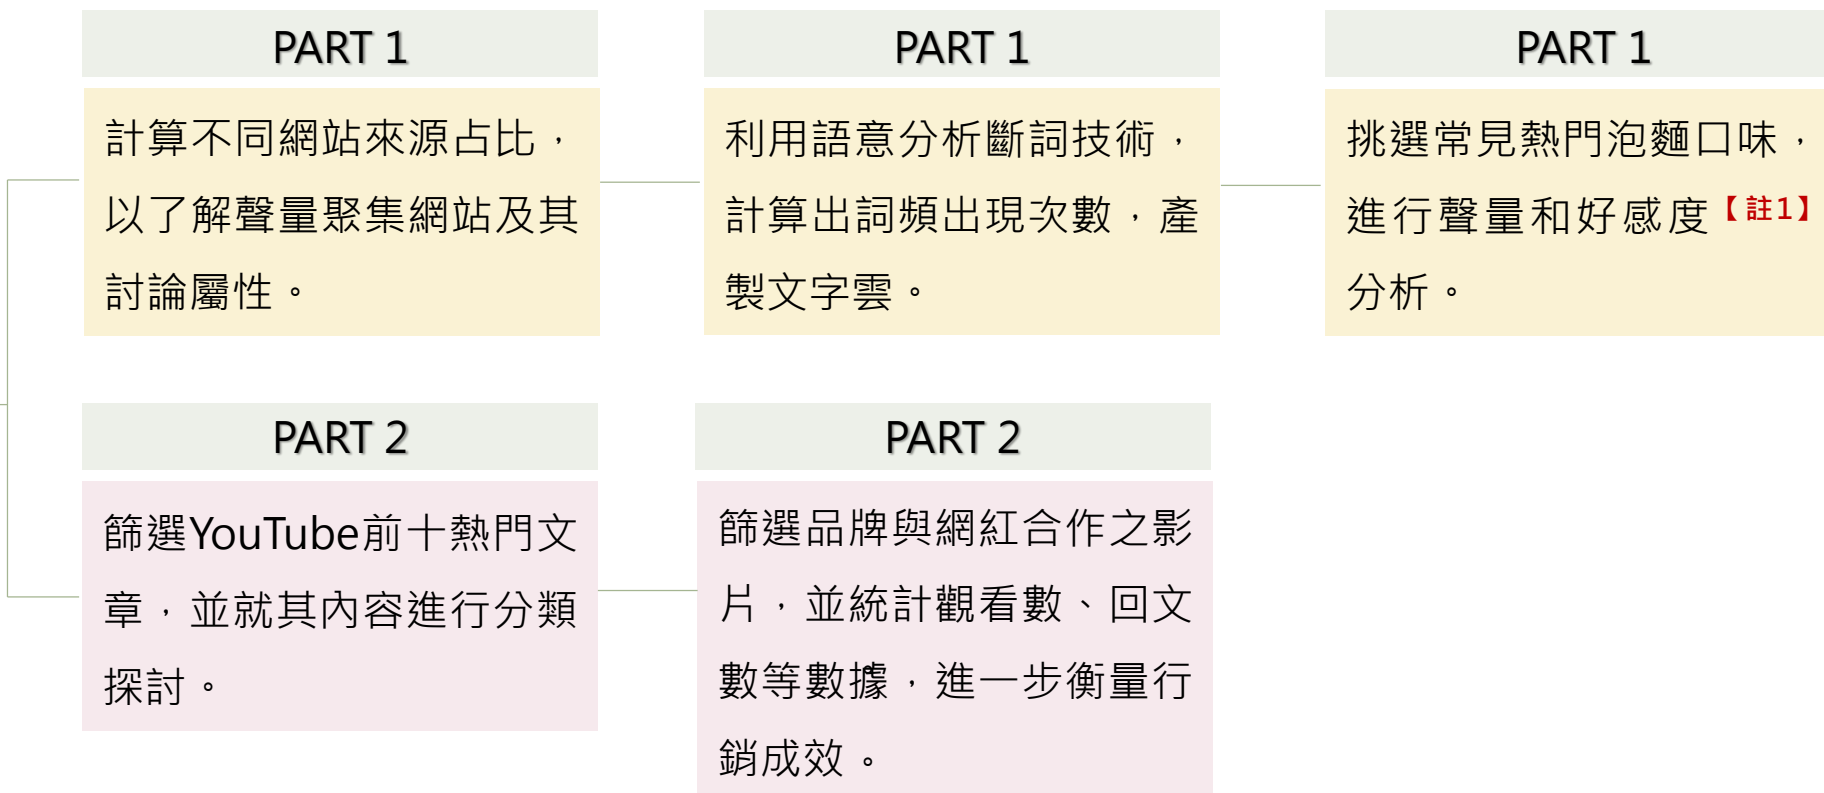 PART 1
計算不同網站來源占比，
以了解聲量聚集網站及其
討論屬性。
PART 1
利用語意分析斷詞技術，
計算出詞頻出現次數，產
製文字雲。
PART 1
挑選常見熱門泡麵口味，
進行聲量和好感度【註1】
分析。
PART 2
篩選YouTube前十熱門文
章，並就其內容進行分類
探討。
PART 2
篩選品牌與網紅合作之影
片，並統計觀看數、回文
數等數據，進一步衡量行
銷成效。